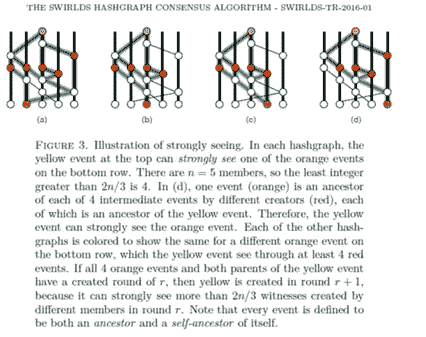 THE SWIRLDS HASHGRAPH CONSENSUS ALGORITHM - SWIRLDS-TR-2016-01
(a) (b) (c) (d)
FIGURE 3. Illustration of strongly seeing. In each hashgraph, the
yellow event at the top can strongly see one of the orange events
on the bottom row. There are n = 5 members, so the least integer
greater than 2n/3 is 4. In (d), one event (orange) is an ancestor
of each of 4 intermediate events by different creators (red), each
of which is an ancestor of the yellow event. Therefore, the yellow
event can strongly see the orange event. Each of the other hash-
graphs is colored to show the same for a different orange event on
the bottom row, which the yellow event see through at least 4 red
events. If all 4 orange events and both parents of the yellow event
have a created round of r, then yellow is created in round r + 1,
because it can strongly see more than 2n/3 witnesses created by
different members in round r. Note that every event is defined to
be both an ancestor and a self-ancestor of itself.